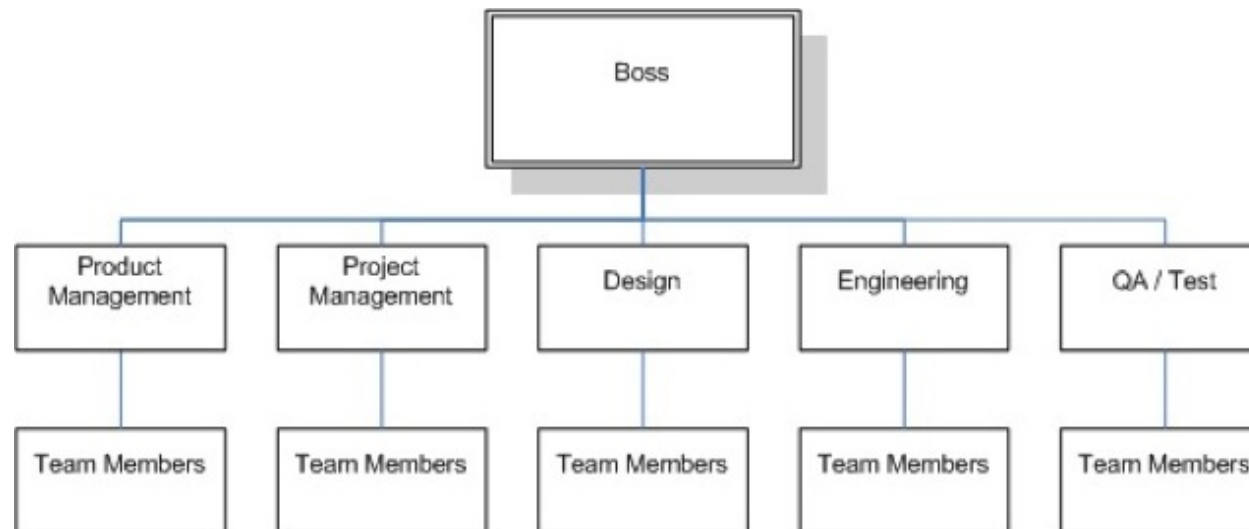 Boss
Product
Management
Project
Management
Design
Engineering
QA / Test
Team Members
Team Members
Team Members
Team Members
Team Members